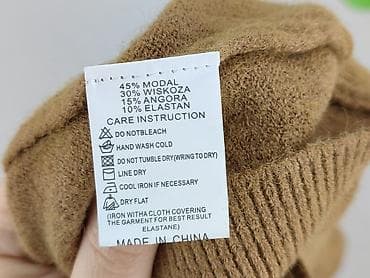 45% MODAL
30% WISKOZA
15% ANGORA
10% ELASTAN
CARE INSTRUCTION
DO NOTBLEACH
HAND WASH COLD
DO NOT TUMBLE DRY(WRING TO DRY)
LINE DRY
COOL IRON IF NECESSARY
DRY FLAT
(IRON WITHA CLOTH COVERING
THE GARMENT FOR BEST RESULT
ELASTANE)
MADE IN CHINA